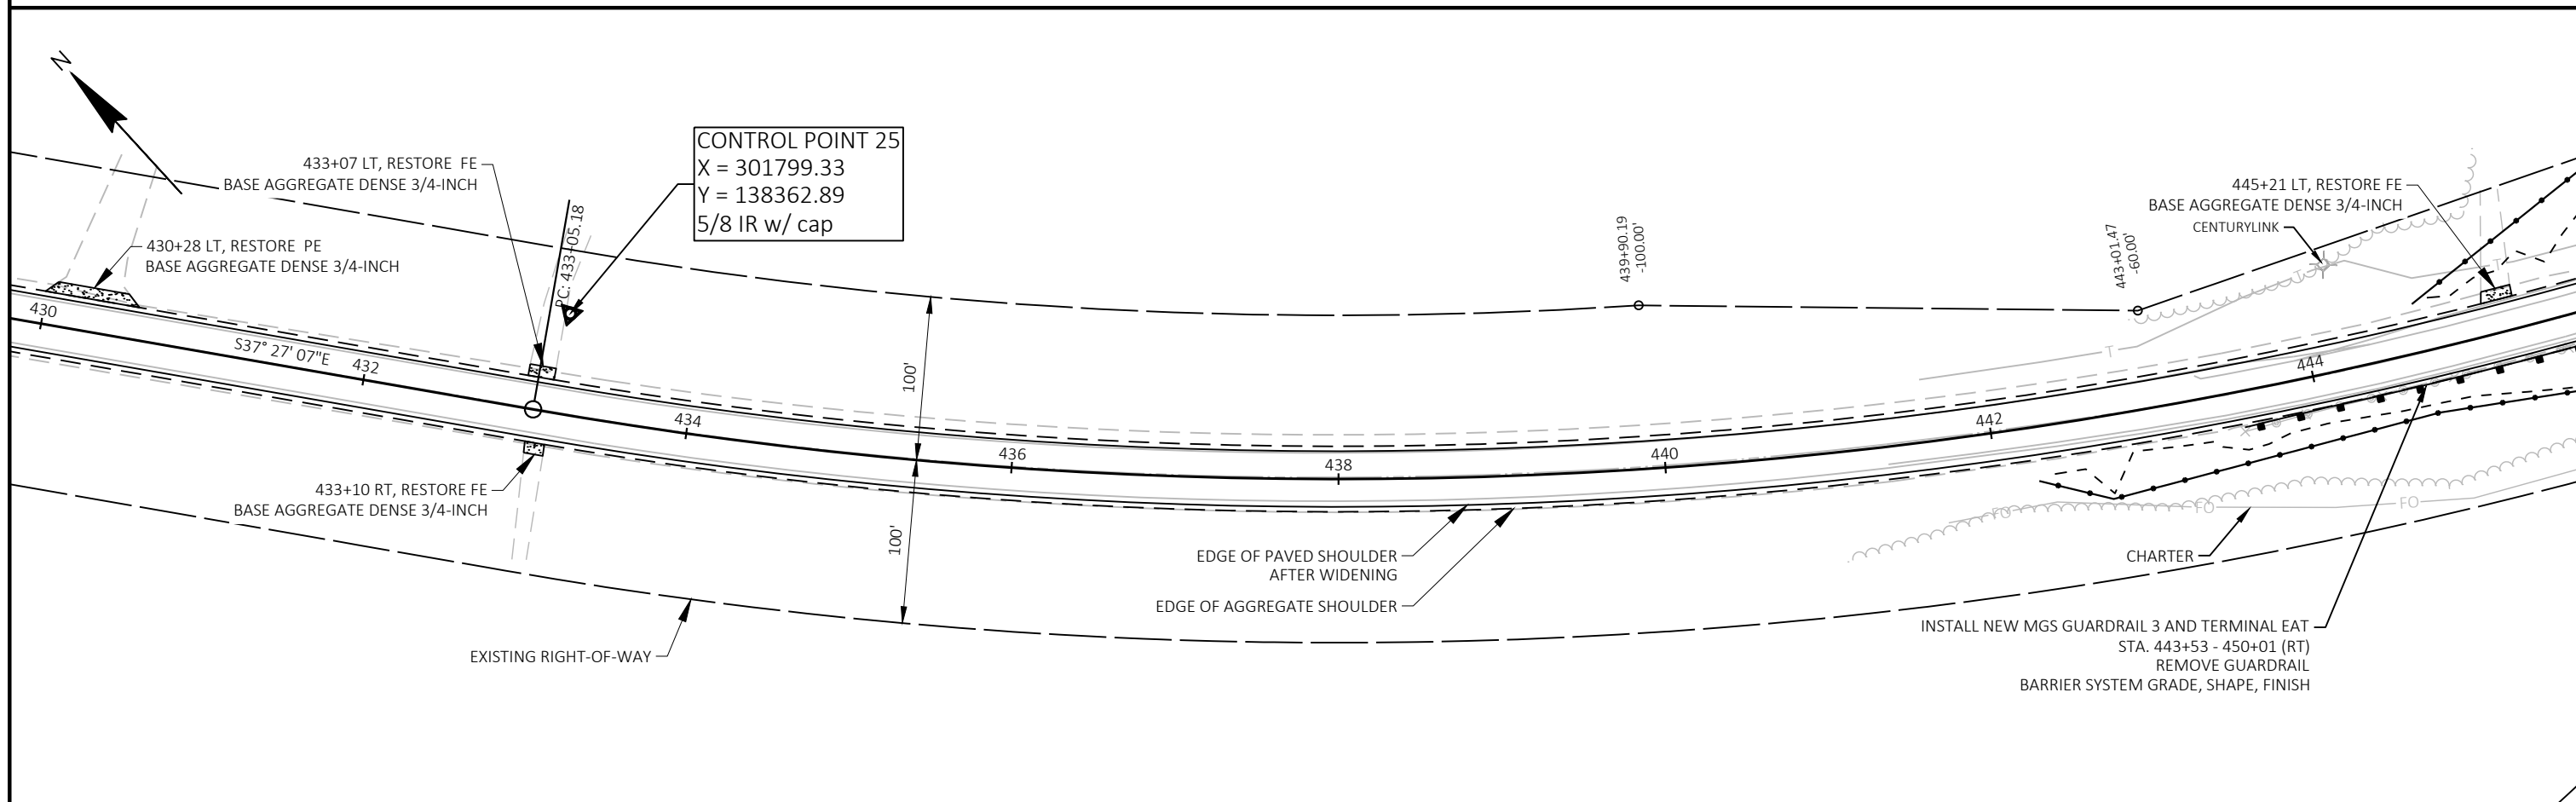 N
433+07 LT, RESTORE FE
BASE AGGREGATE DENSE 3/4-INCH
430+28 LT, RESTORE PE
BASE AGGREGATE DENSE 3/4-INCH
PC: 433+05.18
CONTROL POINT 25
X = 301799.33
Y = 138362.89
5/8 IR w/ cap
439+90.19
-100.00'
443+01.47
-60.00'
445+21 LT, RESTORE FE
BASE AGGREGATE DENSE 3/4-INCH
CENTURYLINK
T
T
T
430
S37° 27' 07"E
432
434
436
438
440
442
444
100'
100'
433+10 RT, RESTORE FE
BASE AGGREGATE DENSE 3/4-INCH
EXISTING RIGHT-OF-WAY
EDGE OF PAVED SHOULDER
AFTER WIDENING
EDGE OF AGGREGATE SHOULDER
FO
FO
FO
CHARTER
INSTALL NEW MGS GUARDRAIL 3 AND TERMINAL EAT
STA. 443+53 - 450+01 (RT)
REMOVE GUARDRAIL
BARRIER SYSTEM GRADE, SHAPE, FINISH